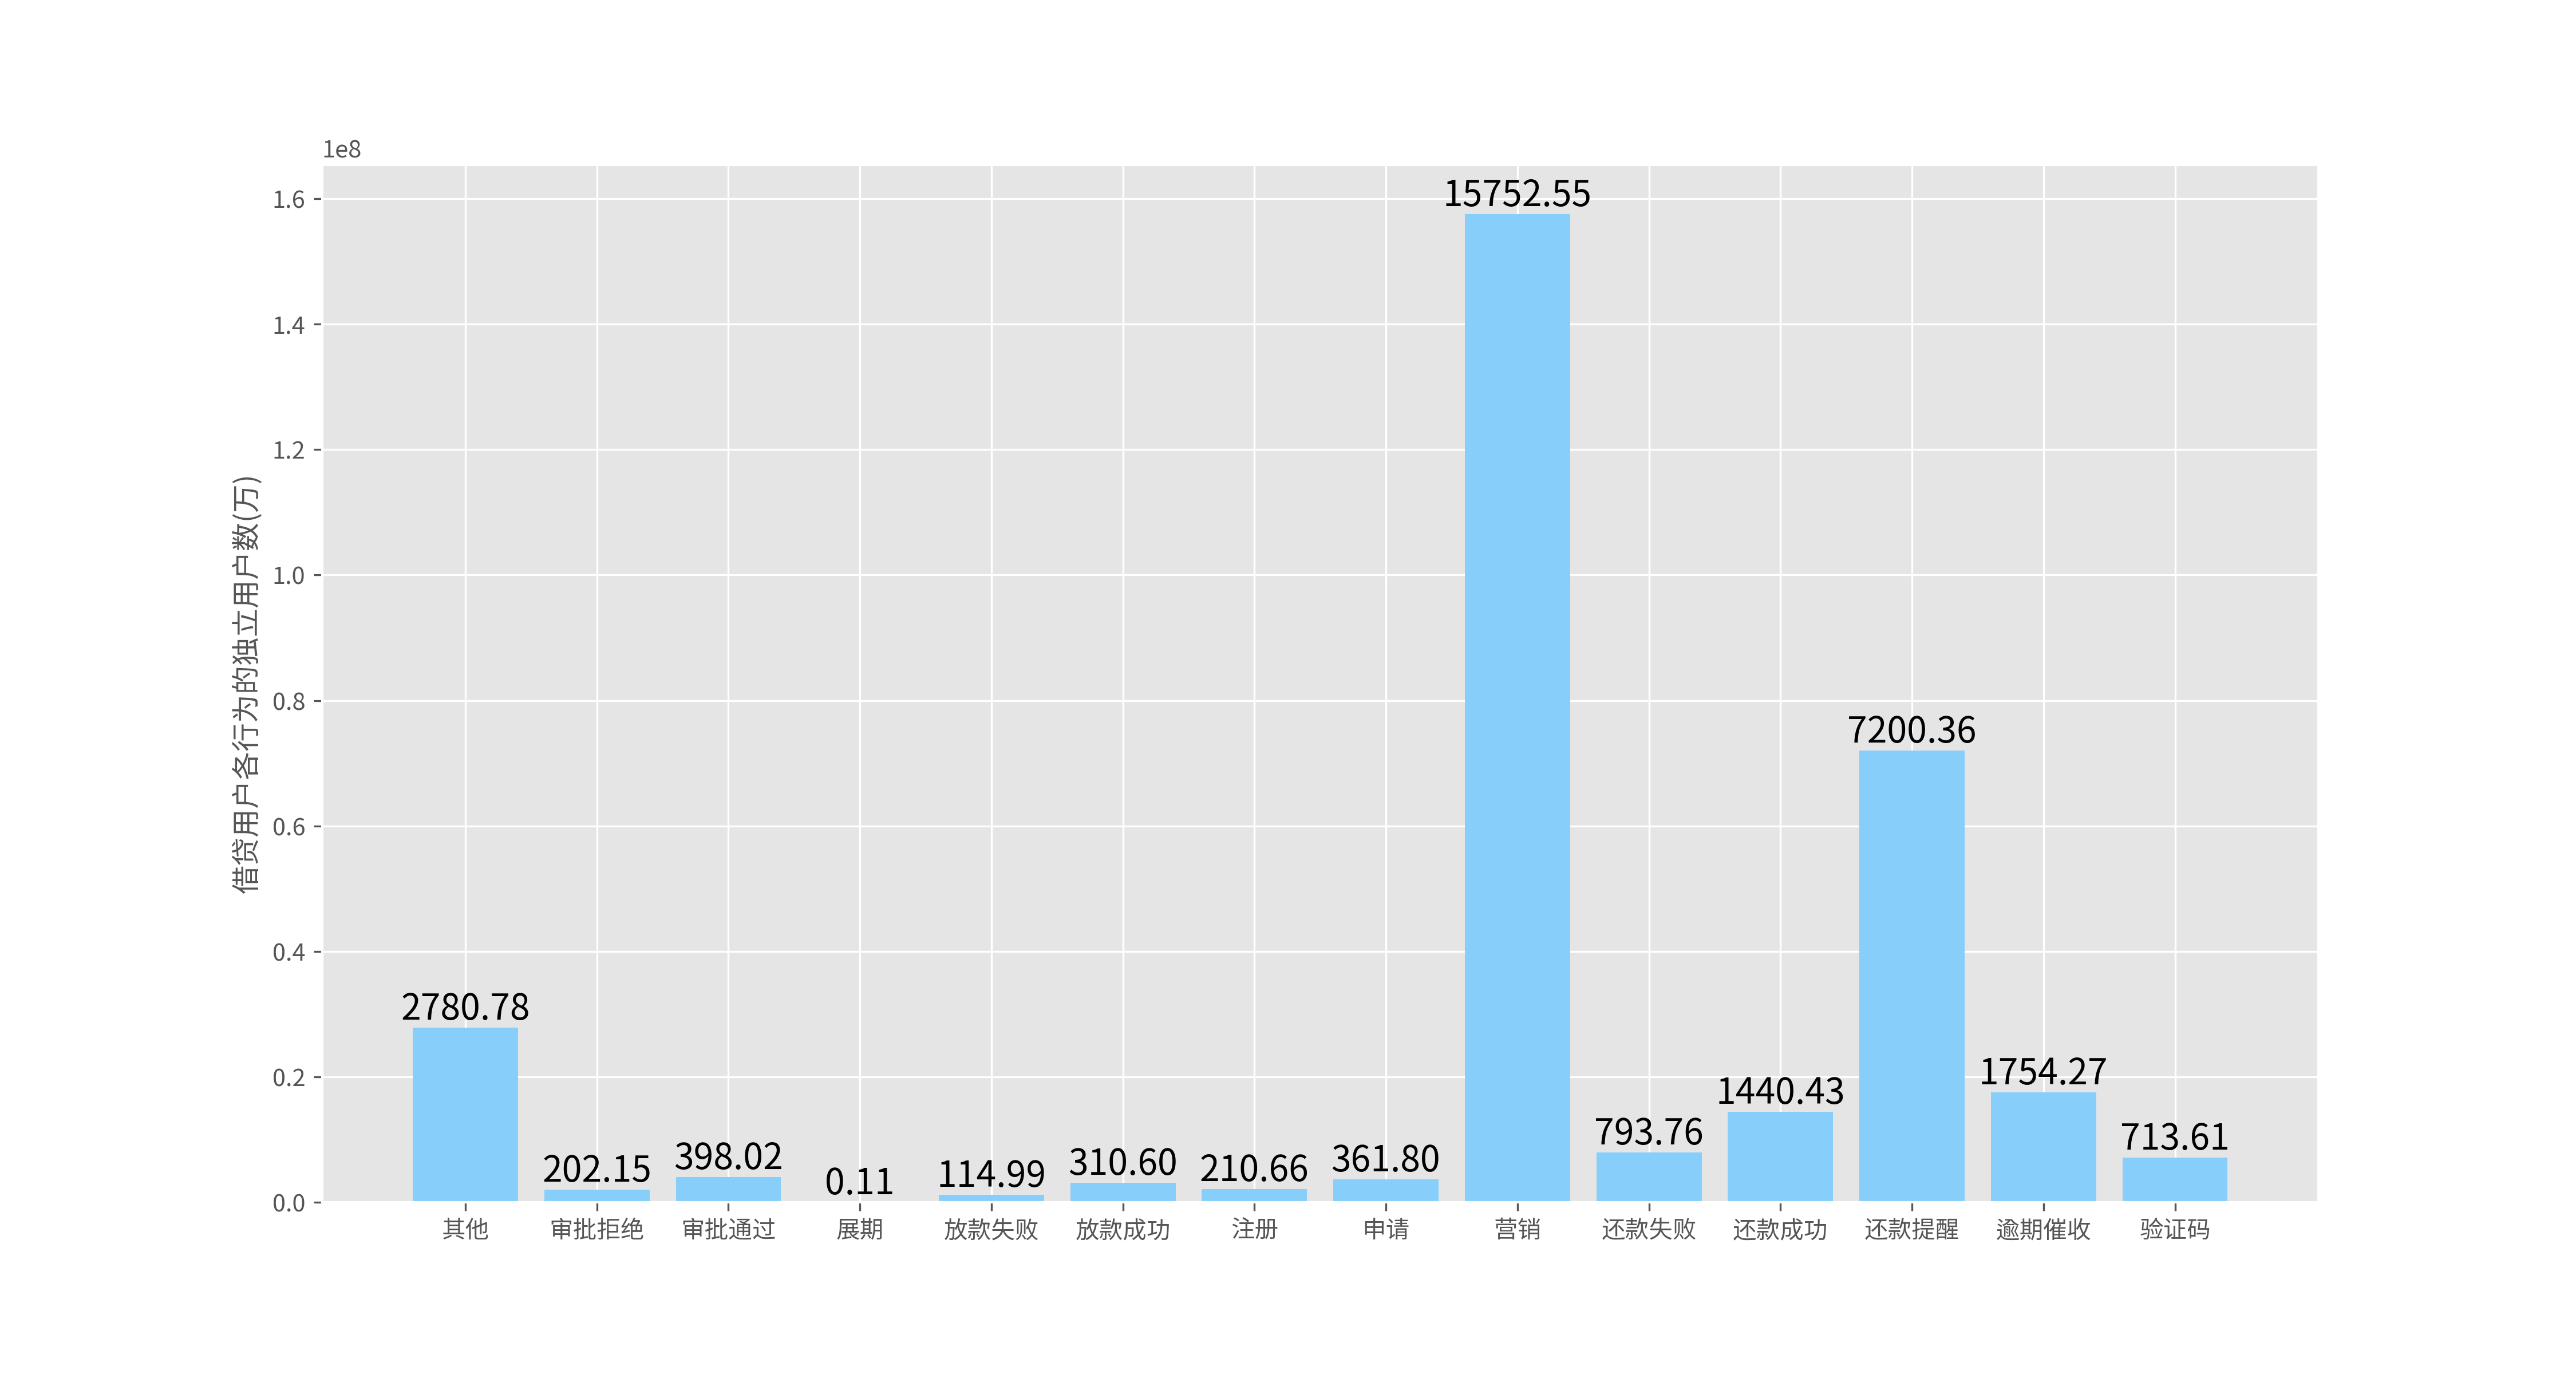 1e8
1.6
1.4
1.2
1.0
0.8
0.6
0.4
0.2
0.0
借贷用户各行为的独立用户数(万)
2780.78
202.15
398.02
0.11
114.99
310.60
210.66
361.80
15752.55
793.76
1440.43
7200.36
1754.27
713.61
其他
审批拒绝
审批通过
展期
放款失败
放款成功
注册
申请
营销
还款失败
还款成功
还款提醒
逾期催收
验证码